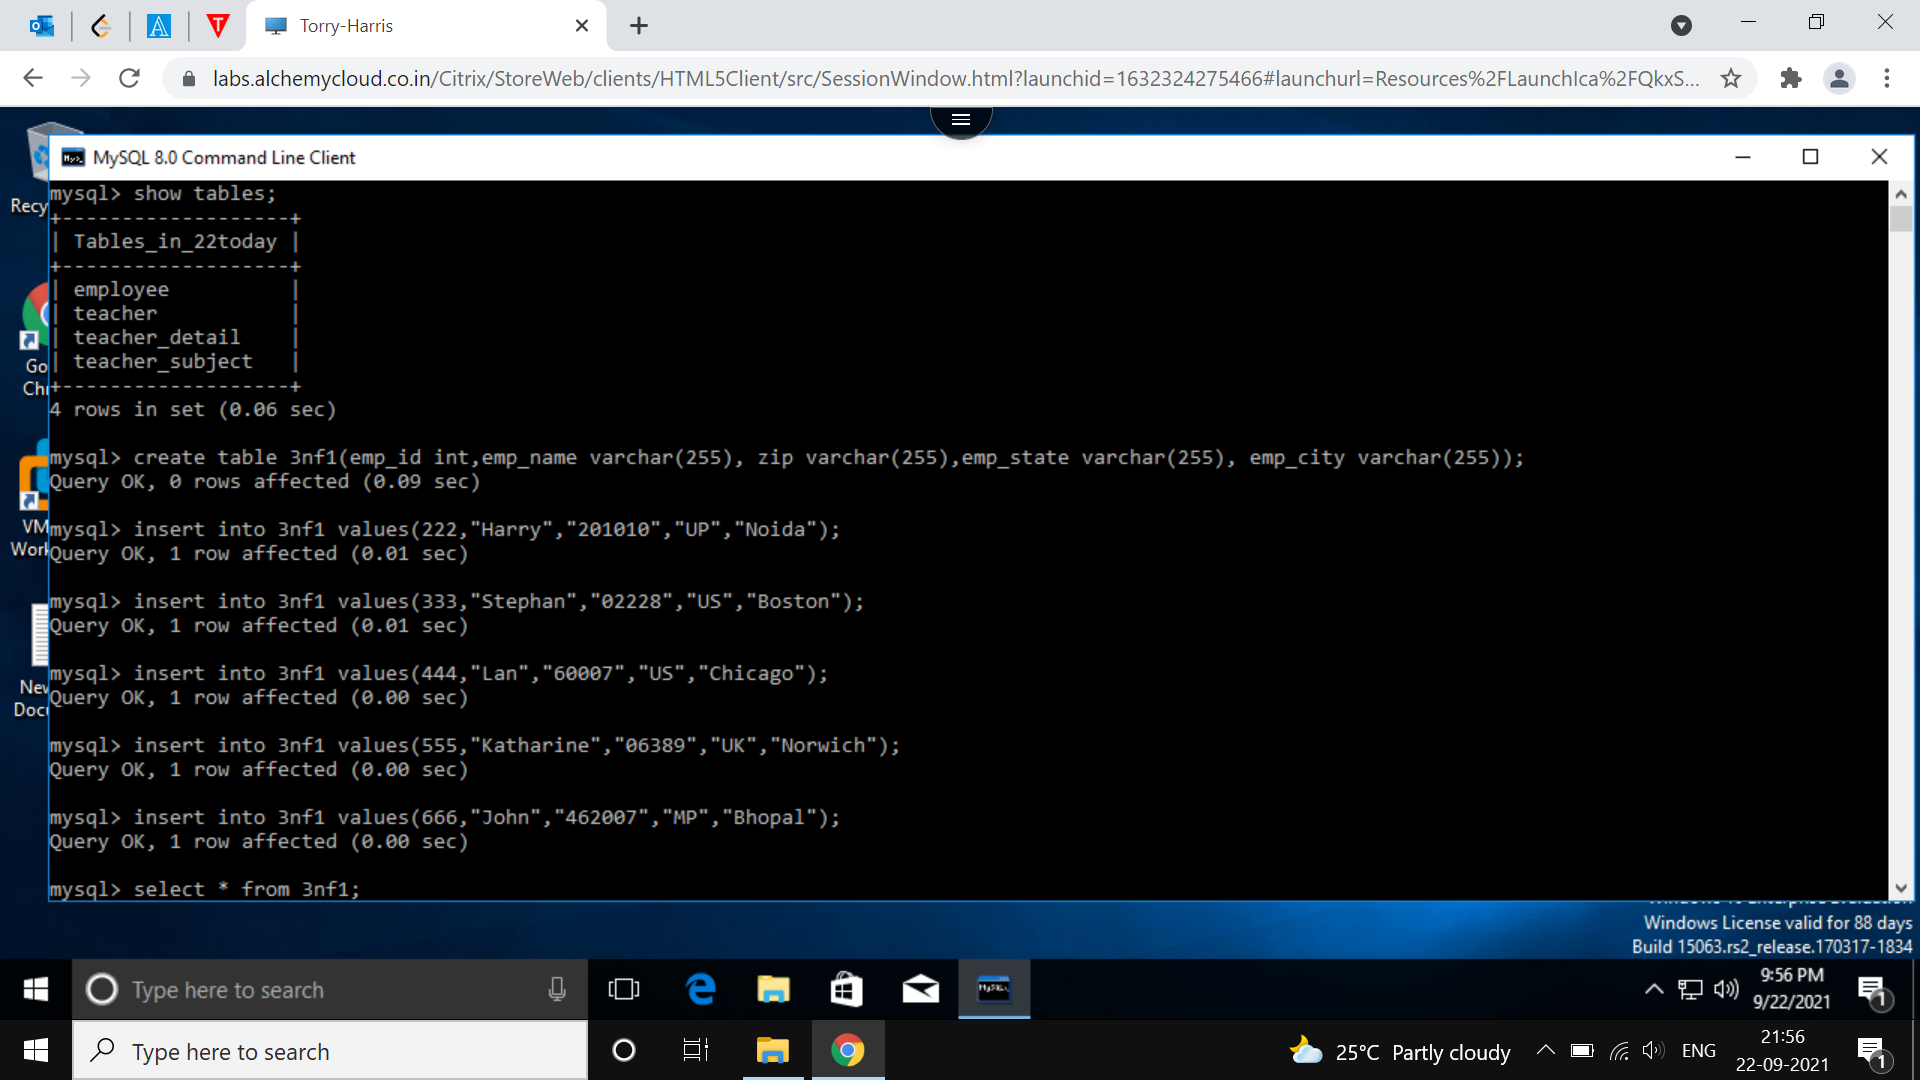 Torry-Harris
labs.alchemycloud.co.in/Citrix/StoreWeb/clients/HTML5Client/src/SessionWindow.html?launchid=1632324275466#launchurl=Resources%2FLaunchIca%2FQkxS...
MySQL 8.0 Command Line Client
Recy
Go
Chr
VM
Work
New
Docu
mysql> show tables;
+-------------------+
| Tables_in_22today |
+-------------------+
| employee          |
| teacher           |
| teacher_detail    |
| teacher_subject   |
+-------------------+
4 rows in set (0.06 sec)
mysql> create table 3nf1(emp_id int,emp_name varchar(255), zip varchar(255),emp_state varchar(255), emp_city varchar(255));
Query OK, 0 rows affected (0.09 sec)
mysql> insert into 3nf1 values(222,"Harry","201010","UP","Noida");
Query OK, 1 row affected (0.01 sec)
mysql> insert into 3nf1 values(333,"Stephan","02228","US","Boston");
Query OK, 1 row affected (0.01 sec)
mysql> insert into 3nf1 values(444,"Lan","60007","US","Chicago");
Query OK, 1 row affected (0.00 sec)
mysql> insert into 3nf1 values(555,"Katharine","06389","UK","Norwich");
Query OK, 1 row affected (0.00 sec)
mysql> insert into 3nf1 values(666,"John","462007","MP","Bhopal");
Query OK, 1 row affected (0.00 sec)
mysql> select * from 3nf1;
Windows License valid for 88 days
Build 15063.rs2_release.170317-1834
Type here to search
9:56 PM
9/22/2021
1
Type here to search
25°C Partly cloudy
ENG
21:56
22-09-2021
1